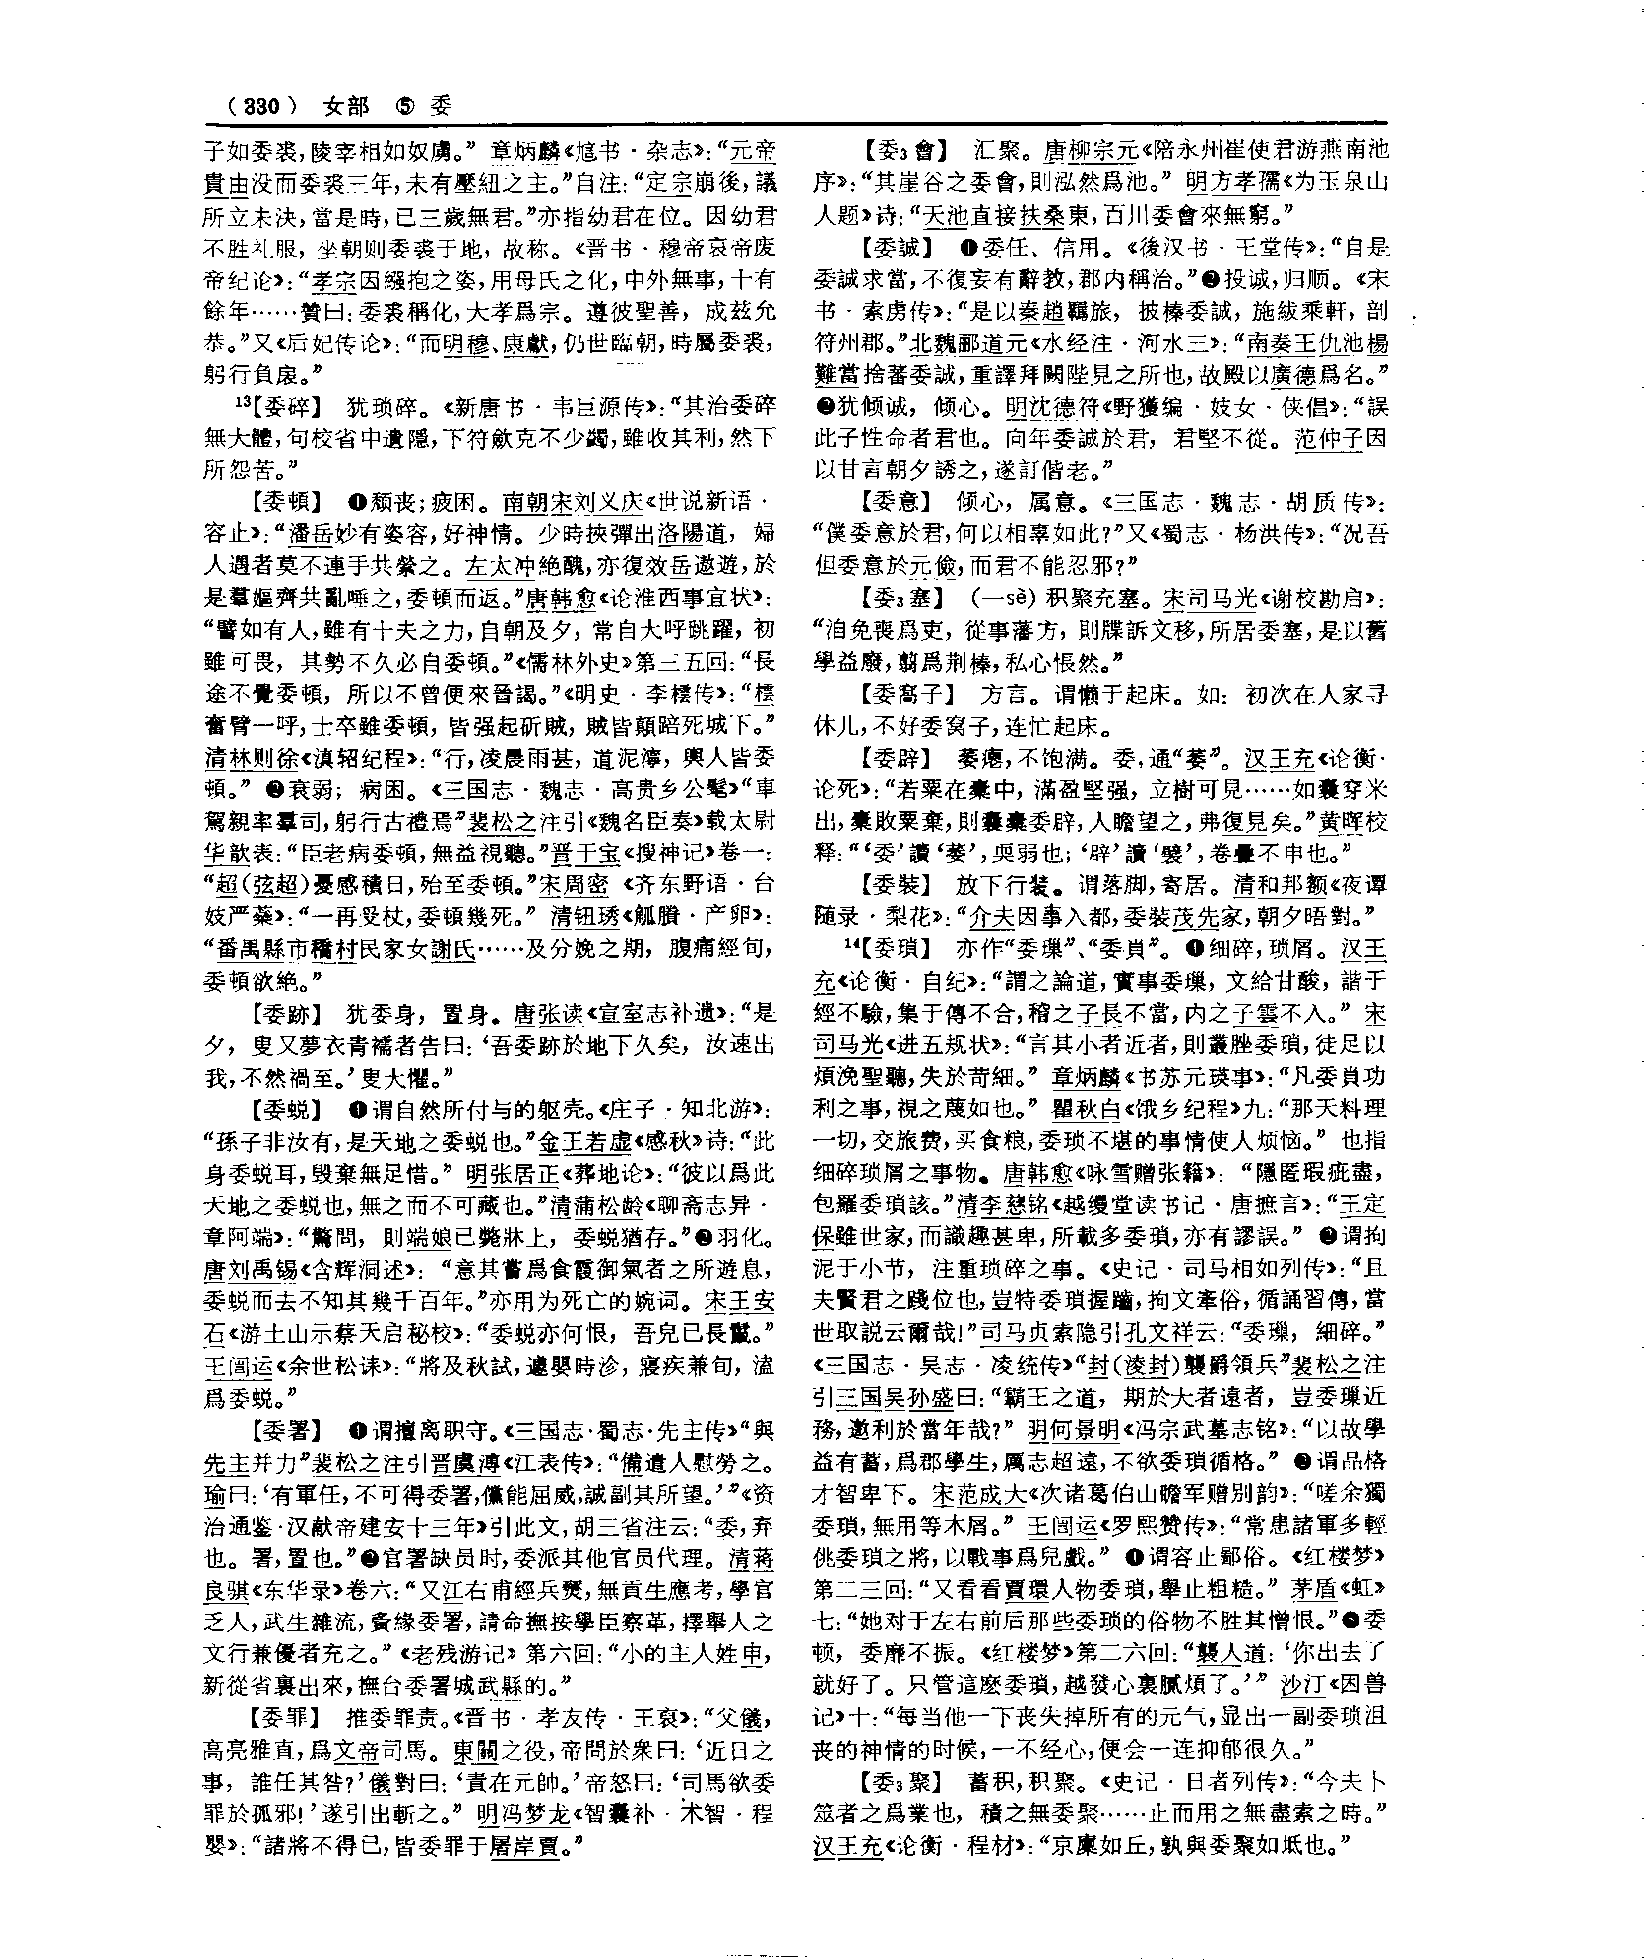 （330） 女部 ⑤ 委
子如委裘，陵宰相如奴虜。”章炳麟《訄书·杂志》：“元帝
貴由没而委裘三年，未有壓紐之主。”自注：“定宗崩後，議
所立未決，當是時，已三歲無君。”亦指幼君在位。因幼君
不胜礼服，坐朝则委裘于地，故称。《晋书·穆帝哀帝废
帝纪论》：“孝宗因繈抱之姿，用母氏之化，中外無事，十有
餘年……贊曰：委裘稱化，大孝爲宗。遵彼聖善，成兹允
恭。”又《后妃传论》：“而明穆、康獻，仍世臨朝，時屬委裘，
躬行負扆。”
13【委碎】 犹琐碎。《新唐书·韦巨源传》：“其治委碎
無大體，句校省中遺隱，下符斂克不少蠲，雖收其利，然下
所怨苦。”
【委頓】 ❶颓丧；疲困。南朝宋刘义庆《世说新语·
容止》：“潘岳妙有姿容，好神情。少時挾彈出洛陽道，婦
人遇者莫不連手共縈之。左太冲絶醜，亦復效岳遨遊，於
是羣嫗齊共亂唾之，委頓而返。”唐韩愈《论淮西事宜状》：
“譬如有人，雖有十夫之力，自朝及夕，常自大呼跳躍，初
雖可畏，其勢不久必自委頓。”《儒林外史》第三五回：“長
途不覺委頓，所以不曾便來晉謁。”《明史·李標传》：“標
奮臂一呼，士卒雖委頓，皆强起斫賊，賊皆顛踣死城下。”
清林则徐《滇轺纪程》：“行，凌晨雨甚，道泥濘，輿人皆委
頓。”❷衰弱；病困。《三国志·魏志·高贵乡公髦》“車
駕親率羣司，躬行古禮焉”裴松之注引《魏名臣奏》载太尉
华歆表：“臣老病委頓，無益視聽。”晋干宝《搜神记》卷一：
“超（弦超）憂感積日，殆至委頓。”宋周密《齐东野语·台
妓严蘂》：“一再受杖，委頓幾死。”清钮琇《觚賸·产卵》：
“番禺縣市橋村民家女謝氏……及分娩之期，腹痛經旬，
委頓欲絶。”
【委跡】 犹委身，置身。唐张读《宣室志补遗》：“是
夕，叟又夢衣青襦者告曰：‘吾委跡於地下久矣，汝速出
我，不然禍至。’叟大懼。”
【委蜕】 ❶谓自然所付与的躯壳。《庄子·知北游》：
“孫子非汝有，是天地之委蜕也。”金王若虚《感秋》诗：“此
身委蜕耳，毁棄無足惜。”明张居正《葬地论》：“彼以爲此
大地之委蜕也，無之而不可藏也。”清蒲松龄《聊斋志异·
章阿端》：“驚問，則端娘已斃牀上，委蜕猶存。”❷羽化。
唐刘禹锡《含辉洞述》：“意其嘗爲食霞御氣者之所遊息，
委蜕而去不知其幾千百年。”亦用为死亡的婉词。宋王安
石《游土山示蔡天启秘校》：“委蜕亦何恨，吾兒已長鬣。”
王闿运《余世松诔》：“將及秋試，遽嬰時沴，寢疾兼旬，溘
爲委蜕。”
【委署】 ❶谓擅离职守。《三国志·蜀志·先主传》“與
先主并力”裴松之注引晋虞溥《江表传》：“備遣人慰勞之。
瑜曰：‘有軍任，不可得委署，儻能屈威，誠副其所望。’”《资
治通鉴·汉献帝建安十三年》引此文，胡三省注云：“委，弃
也。署，置也。”❷官署缺员时，委派其他官员代理。清蒋
良骐《东华录》卷六：“又江右甫經兵燹，無貢生應考，學官
乏人，武生雜流，夤緣委署，請命撫按學臣察革，擇舉人之
文行兼優者充之。”《老残游记》第六回：“小的主人姓申，
新從省裏出來，撫台委署城武縣的。”
【委罪】 推委罪责。《晋书·孝友传·王裒》：“父儀，
高亮雅直，爲文帝司馬。東關之役，帝問於衆曰：‘近日之
事，誰任其咎？’儀對曰：‘責在元帥。’帝怒曰：‘司馬欲委
罪於孤邪！’遂引出斬之。”明冯梦龙《智囊补·术智·程
婴》：“諸將不得已，皆委罪于屠岸賈。”
【委3會】 汇聚。唐柳宗元《陪永州崔使君游燕南池
序》：“其崖谷之委會，則泓然爲池。”明方孝孺《为玉泉山
人题》诗：“天池直接扶桑東，百川委會來無窮。”
【委誠】 ❶委任、信用。《後汉书·王堂传》：“自是
委誠求當，不復妄有辭教，郡内稱治。”❷投诚，归顺。《宋
书·索虏传》：“是以秦趙羈旅，披榛委誠，施紱乘軒，剖
符州郡。”北魏郦道元《水经注·河水三》：“南秦王仇池楊
難當捨蕃委誠，重譯拜闕陛見之所也，故殿以廣德爲名。”
❸犹倾诚，倾心。明沈德符《野獲编·妓女·侠倡》：“誤
此子性命者君也。向年委誠於君，君堅不從。范仲子因
以甘言朝夕誘之，遂訂偕老。”
【委意】 倾心，属意。《三国志·魏志·胡质传》：
“僕委意於君，何以相辜如此？”又《蜀志·杨洪传》：“况吾
但委意於元儉，而君不能忍邪？”
【委3塞】 （一sè）积聚充塞。宋司马光《谢校勘启》：
“洎免喪爲吏，從事藩方，則牒訴文移，所居委塞，是以舊
學益廢，翦爲荆榛，私心悵然。”
【委窩子】 方言。谓懒于起床。如：初次在人家寻
休儿，不好委窝子，连忙起床。
【委辟】 萎瘪，不饱满。委，通“萎”。汉王充《论衡·
论死》：“若粟在橐中，滿盈堅强，立樹可見……如囊穿米
出，橐敗粟棄，則囊橐委辟，人瞻望之，弗復見矣。”黄晖校
释：“‘委’讀‘萎’，耎弱也；‘辟’讀‘襞’，卷疊不申也。”
【委裝】 放下行装。谓落脚，寄居。清和邦额《夜谭
随录·梨花》：“介夫因事入都，委裝茂先家，朝夕晤對。”
14【委瑣】 亦作“委璅”、“委𧴪”。❶细碎，琐屑。汉王
充《论衡·自纪》：“謂之論道，實事委璅，文給甘酸，諧于
經不驗，集于傳不合，稽之子長不當，内之子雲不入。”宋
司马光《进五规状》：“言其小者近者，則叢脞委瑣，徒足以
煩浼聖聽，失於苛細。”章炳麟《书苏元瑛事》：“凡委𧴪功
利之事，視之蔑如也。”瞿秋白《饿乡纪程》九：“那天料理
一切，交旅费，买食粮，委琐不堪的事情使人烦恼。”也指
细碎琐屑之事物。唐韩愈《咏雪赠张籍》：“隱匿瑕疵盡，
包羅委瑣該。”清李慈铭《越缦堂读书记·唐摭言》：“王定
保雖世家，而識趣甚卑，所載多委瑣，亦有謬誤。”❷谓拘
泥于小节，注重琐碎之事。《史记·司马相如列传》：“且
夫賢君之踐位也，豈特委瑣握齱，拘文牽俗，循誦習傳，當
世取説云爾哉！”司马贞索隐引孔文祥云：“委璅，細碎。”
《三国志·吴志·凌统传》“封（凌封）襲爵領兵”裴松之注
引三国吴孙盛曰：“霸王之道，期於大者遠者，豈委璅近
務，邀利於當年哉？”明何景明《冯宗武墓志铭》：“以故學
益有蓄，爲郡學生，厲志超遠，不欲委瑣循格。”❸谓品格
才智卑下。宋范成大《次诸葛伯山瞻军赠别韵》：“嗟余獨
委瑣，無用等木屑。”王闿运《罗熙赞传》：“常患諸軍多輕
佻委瑣之將，以戰事爲兒戲。”❹谓容止鄙俗。《红楼梦》
第二三回：“又看看賈環人物委瑣，舉止粗糙。”茅盾《虹》
七：“她对于左右前后那些委琐的俗物不胜其憎恨。”❺委
顿，委靡不振。《红楼梦》第二六回：“襲人道：‘你出去了
就好了。只管這麽委瑣，越發心裏膩煩了。’”沙汀《困兽
记》十：“每当他一下丧失掉所有的元气，显出一副委琐沮
丧的神情的时候，一不经心，便会一连抑郁很久。”
【委3聚】 蓄积，积聚。《史记·日者列传》：“今夫卜
筮者之爲業也，積之無委聚……止而用之無盡索之時。”
汉王充《论衡·程材》：“京廩如丘，孰與委聚如坻也。”